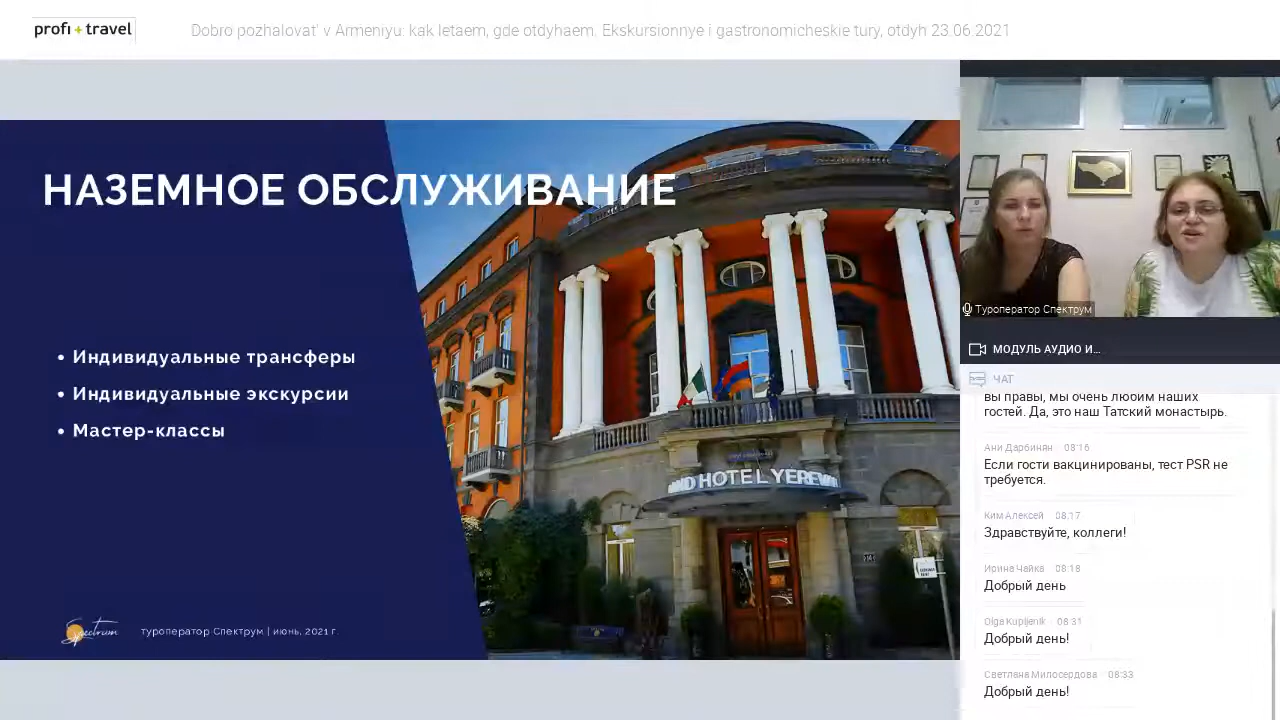 profi + travel
Dobro pozhalovat' v Armeniyu: kak letaem, gde otdyhaem. Ekskursionnye i gastronomicheskie tury, otdyh 23.06 2021
НАЗЕМНОЕ ОБСЛУЖИВАНИЕ
• Индивидуальные трансферы
• Индивидуальные экскурсии
• Мастер-классы
HOTEL YEREVAN
Spectrum
туроператор Спектрум | июнь, 2021 г.
Туроператор Спектрум
МОДУЛЬ АУДИО И...
ЧАТ
вы правы, мы очень любим наших
гостей. Да, это наш Татский монастырь.
Ани Дарбинян 08:16
Если гости вакцинированы, тест PSR не
требуется.
Ким Алексей 08:17
Здравствуйте, коллеги!
Ирина Чайка 08:18
Добрый день
Olga Kupljenik 08:31
Добрый день!
Светлана Милосердова 08:33
Добрый день!